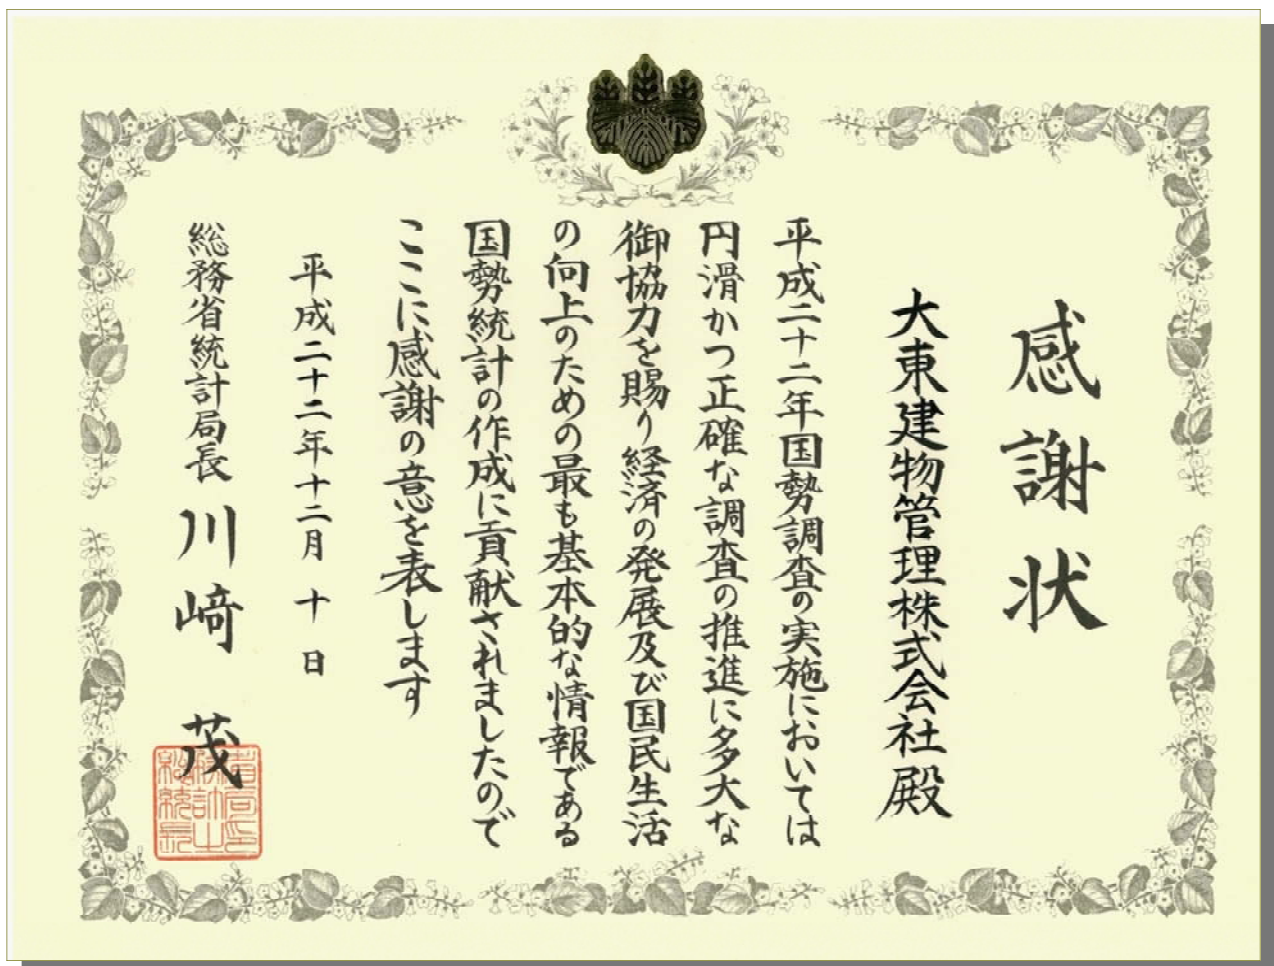 感謝状
大東建物管理株式会社殿
平成二十二年国勢調査の実施においては
円滑かつ正確な調査の推進に多大な
御協力を賜り経済の発展及び国民生活
の向上のための最も基本的な情報である
国勢統計の作成に貢献されましたので
ここに感謝の意を表します
平成二十二年十二月十日
総務省統計局長 川﨑 茂